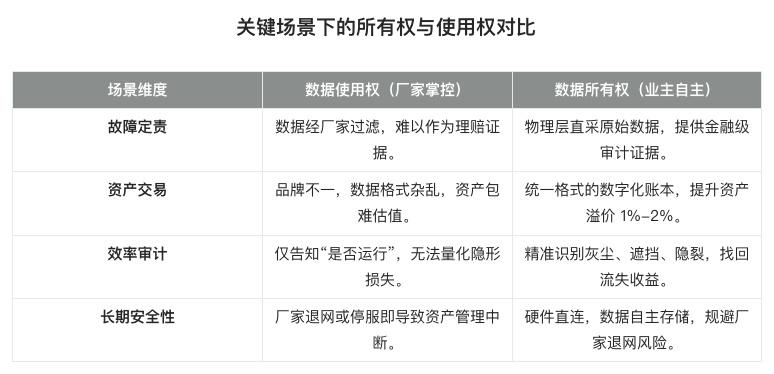 关键场景下的所有权与使用权对比
场景维度
数据使用权（厂家掌控）
数据所有权（业主自主）
故障定责
数据经厂家过滤，难以作为理赔证
据。
物理层直采原始数据，提供金融级
审计证据。
资产交易
品牌不一，数据格式杂乱，资产包
难估值。
统一格式的数字化账本，提升资产
溢价 1%–2%。
效率审计
仅告知“是否运行”，无法量化隐形
损失。
精准识别灰尘、遮挡、隐裂，找回
流失收益。
长期安全性
厂家退网或停服即导致资产管理中
断。
硬件直连，数据自主存储，规避厂
家退网风险。